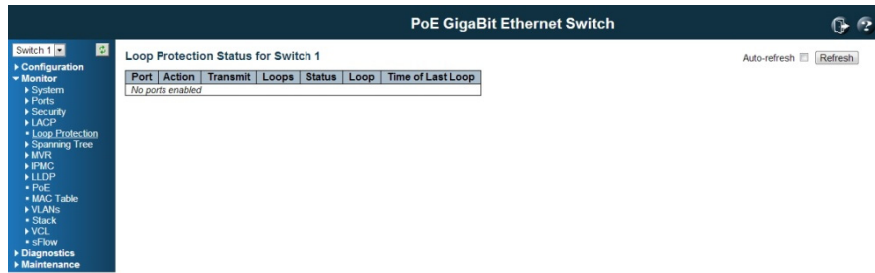 PoE GigaBit Ethernet Switch
Switch 1
Configuration
Monitor
System
Ports
Security
LACP
Loop Protection
Spanning Tree
MVR
IPMC
LLDP
PoE
MAC Table
VLANs
Stack
VCL
sFlow
Diagnostics
Maintenance
Loop Protection Status for Switch 1
Auto-refresh Refresh
Port Action Transmit Loops Status Loop Time of Last Loop
No ports enabled